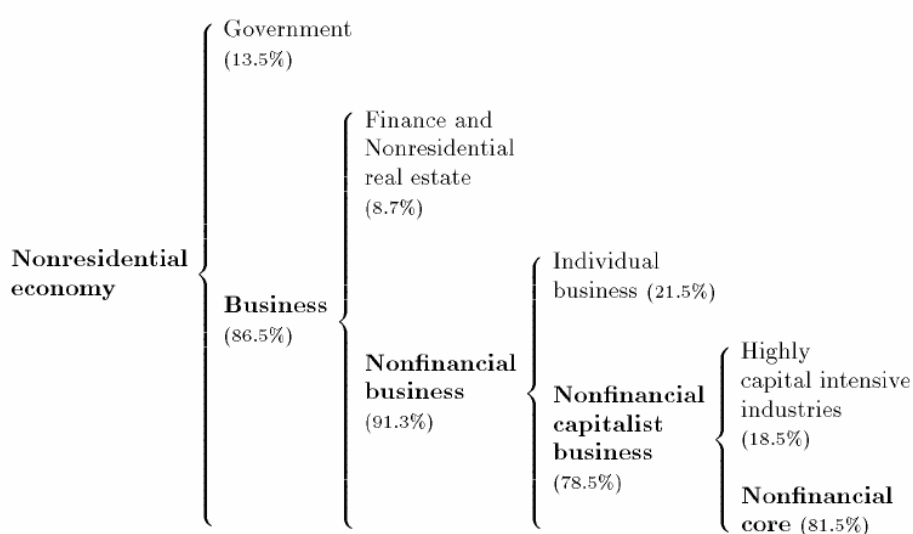 Government
(13.5%)
Finance and
Nonresidential
real estate
(8.7%)
Nonresidential
economy
Business
(86.5%)
Individual
business (21.5%)
Nonfinancial
business
(91.3%)
Nonfinancial
capitalist
business
(78.5%)
Highly
capital intensive
industries
(18.5%)
Nonfinancial
core (81.5%)